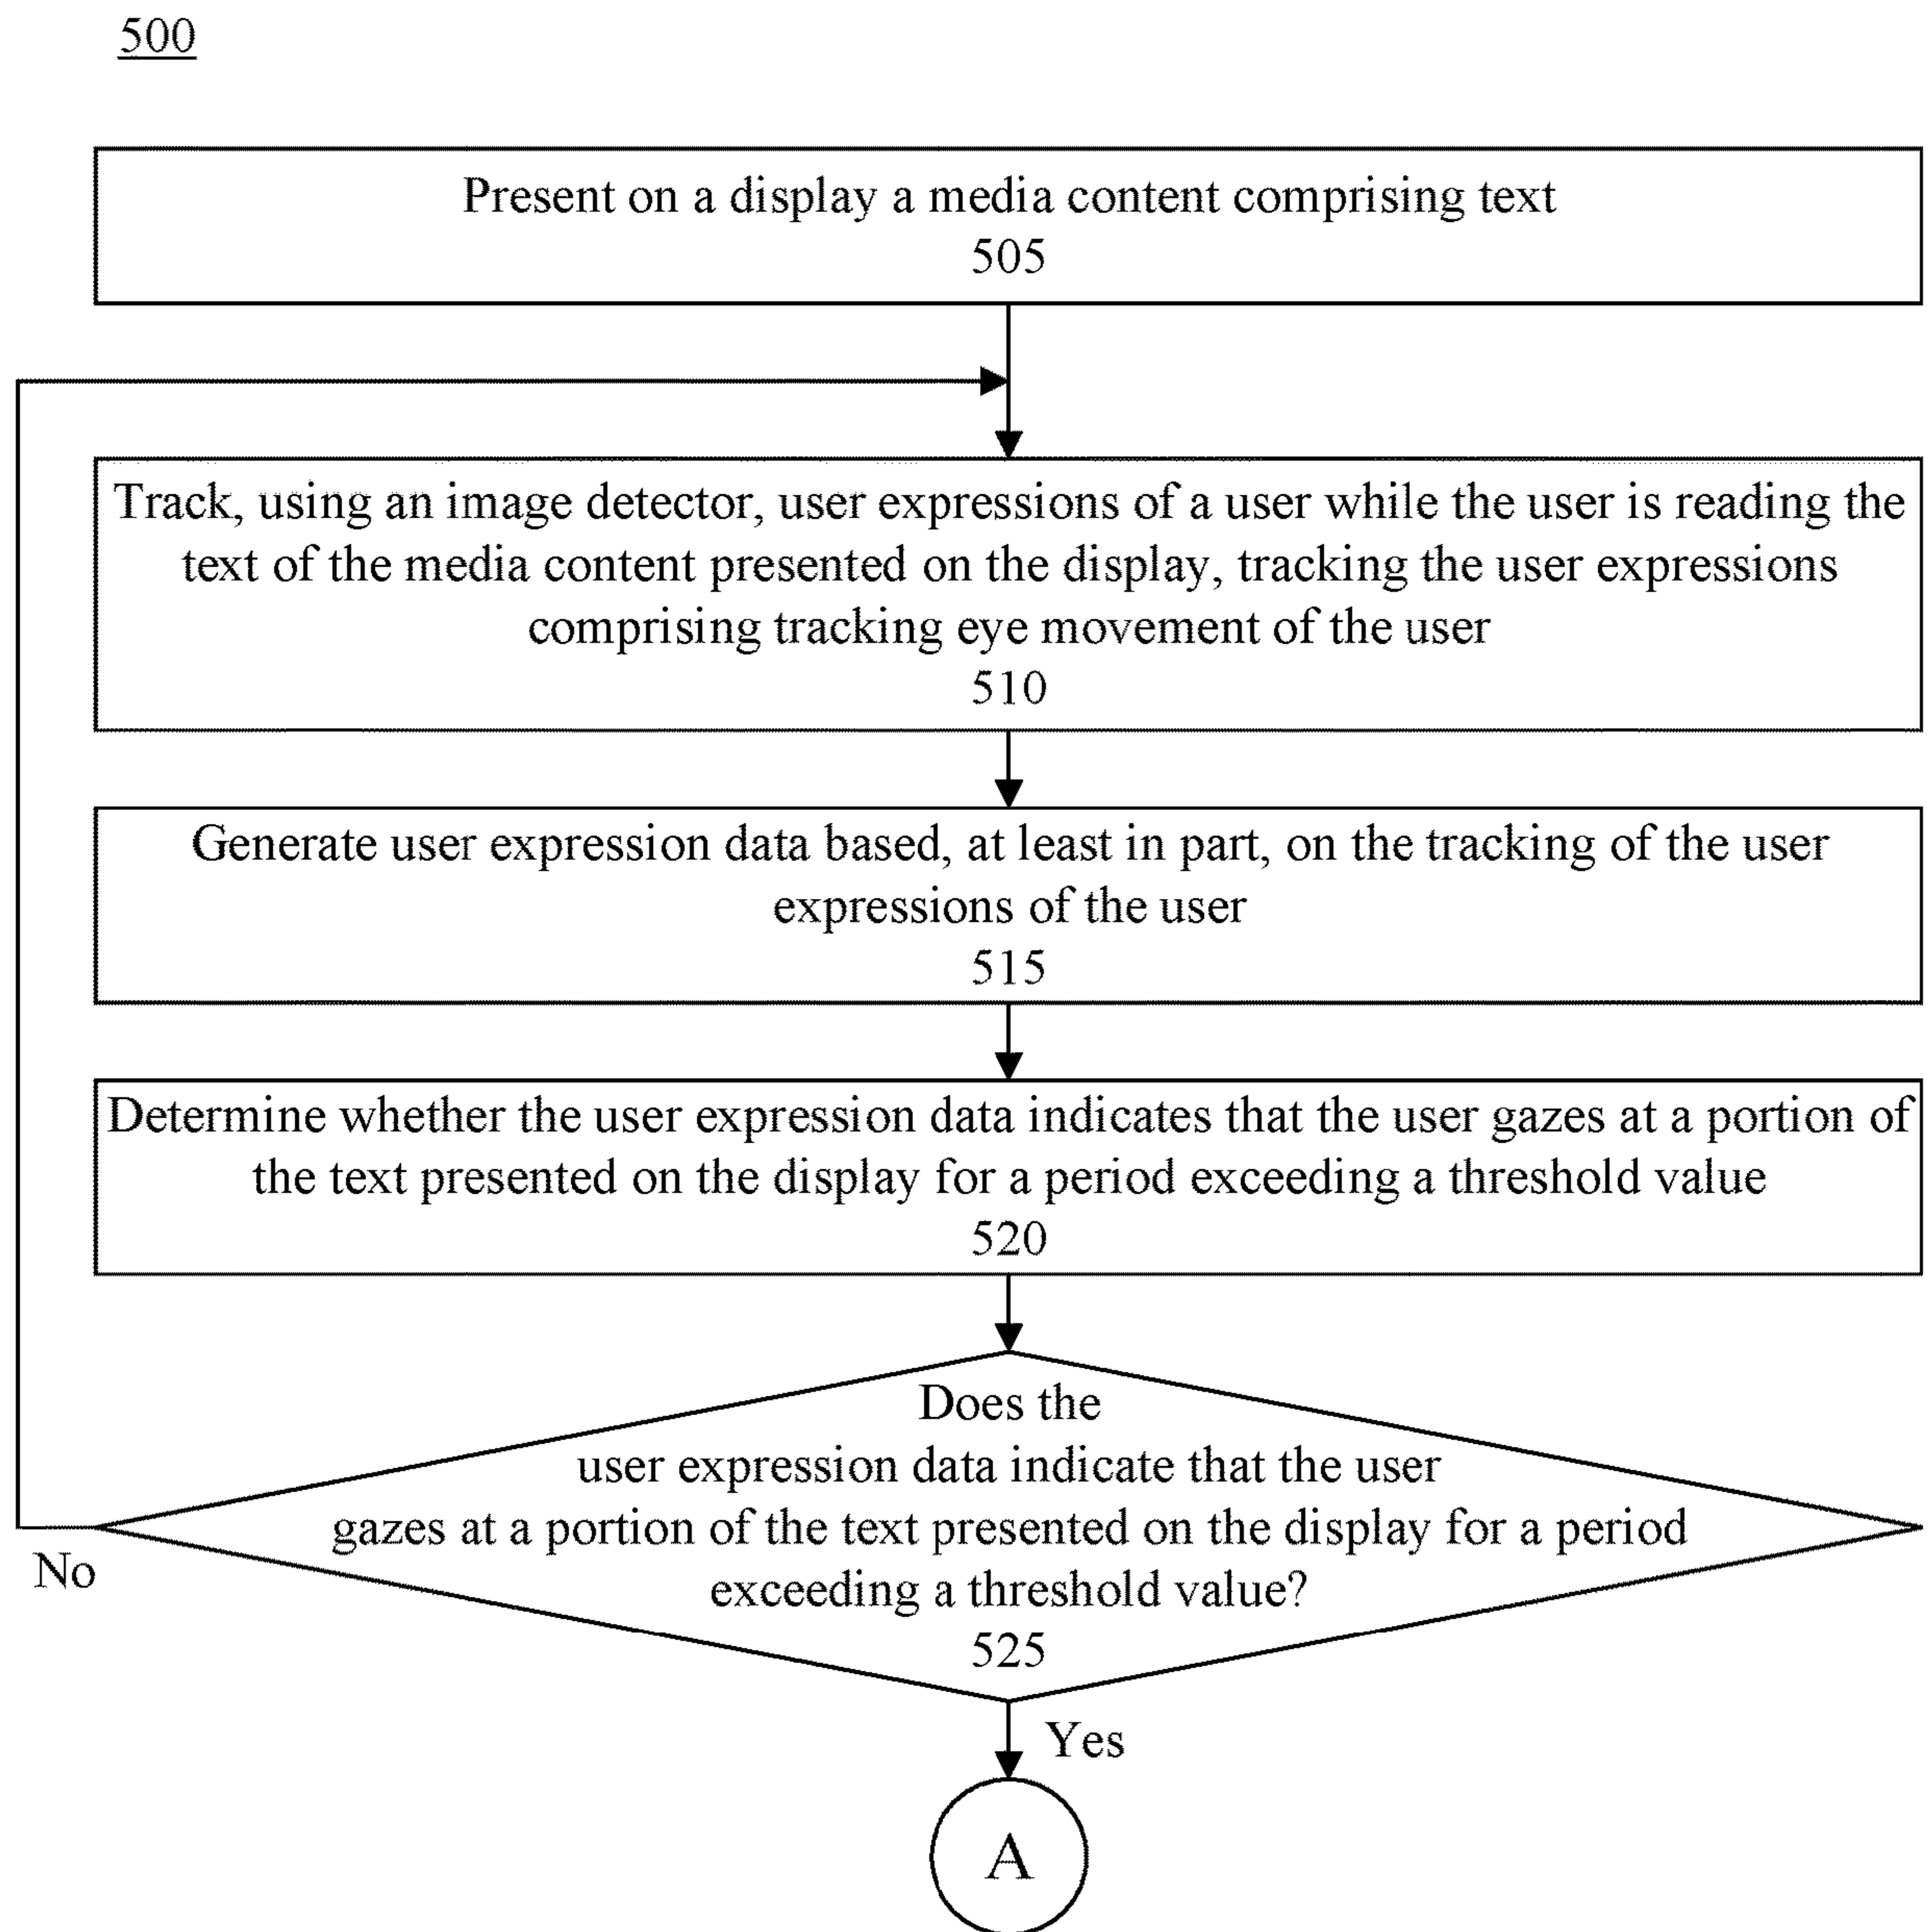 500
Present on a display a media content comprising text
505
Track, using an image detector, user expressions of a user while the user is reading the
text of the media content presented on the display, tracking the user expressions
comprising tracking eye movement of the user
510
Generate user expression data based, at least in part, on the tracking of the user
expressions of the user
515
Determine whether the user expression data indicates that the user gazes at a portion of
the text presented on the display for a period exceeding a threshold value
520
Does the
user expression data indicate that the user
gazes at a portion of the text presented on the display for a period
exceeding a threshold value?
525
No
Yes
A